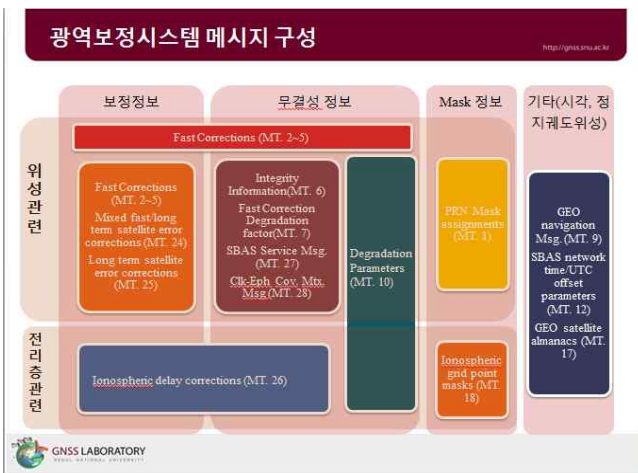 광역보정시스템 메시지 구성
http://gnss.snu.ac.kr
보정정보
무결성 정보
Mask 정보
기타(시각, 정
지궤도위성)
위성관련
Fast Corrections (MT. 2~5)
Fast Corrections
(MT. 2~5)
Mixed fast/long
term satellite error
corrections (MT. 24)
Long term satellite
error corrections
(MT. 25)
Integrity
Information(MT. 6)
Fast Correction
Degradation
factor(MT. 7)
SBAS Service Msg.
(MT. 27)
Clk-Eph Cov. Mtx.
Msg (MT. 28)
Degradation
Parameters
(MT. 10)
PRN Mask
assignments
(MT. 1)
GEO
navigation
Msg. (MT. 9)
SBAS network
time/UTC
offset
parameters
(MT. 12)
GEO satellite
almanacs (MT.
17)
전리층관련
Ionospheric delay corrections (MT. 26)
Ionospheric
grid point
masks (MT.
18)
GNSS LABORATORY
SEOUL NATIONAL UNIVERSITY